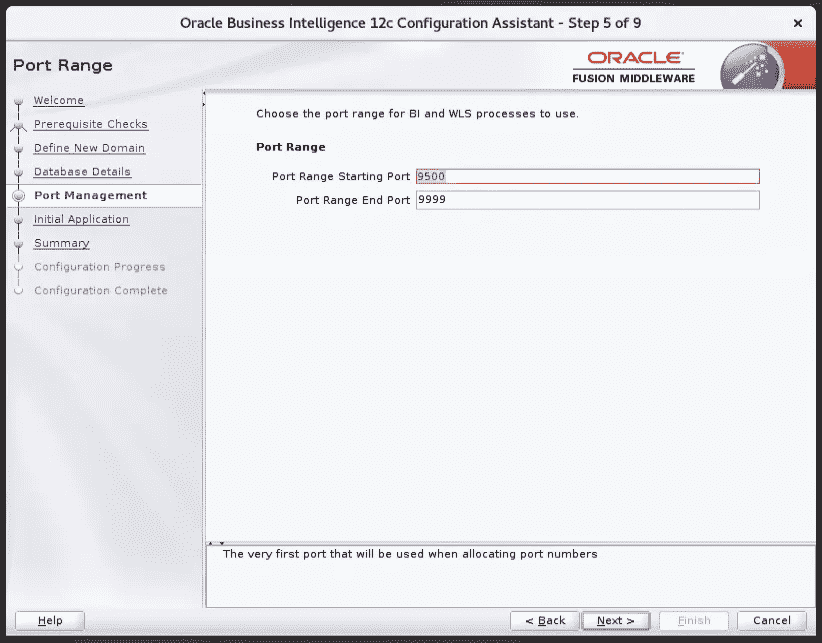 Oracle Business Intelligence 12c Configuration Assistant - Step 5 of 9
Port Range
ORACLE
FUSION MIDDLEWARE
Welcome
Prerequisite Checks
Define New Domain
Database Details
Port Management
Initial Application
Summary
Configuration Progress
Configuration Complete
Choose the port range for BI and WLS processes to use.
Port Range
Port Range Starting Port 9500
Port Range End Port 9999
The very first port that will be used when allocating port numbers
Help
< Back
Next >
Finish
Cancel